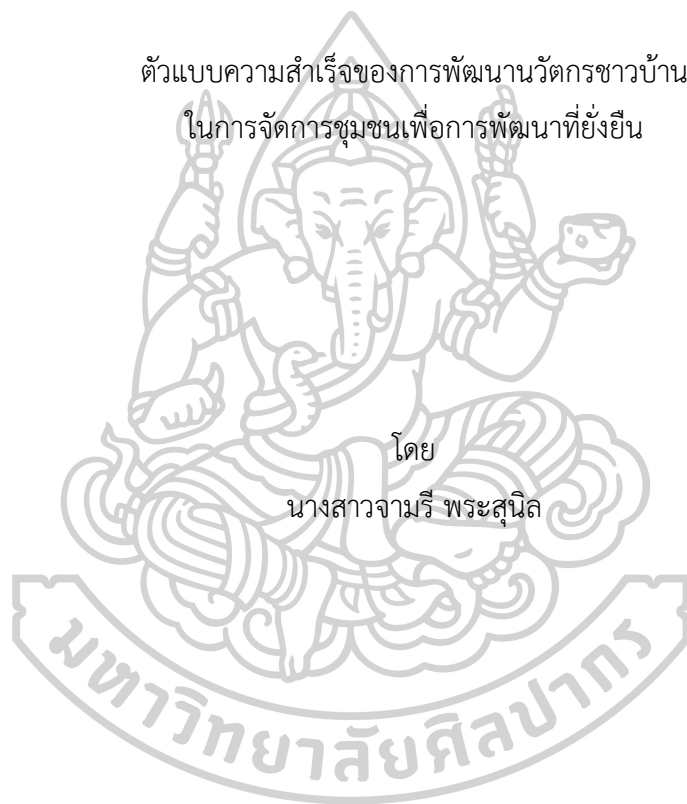 ตัวแบบความสำเร็จของการพัฒนานวัตกรชาวบ้าน
ในการจัดการชุมชนเพื่อการพัฒนาที่ยั่งยืน
โดย
นางสาวจามรี พระสุนิล
มหาวิทยาลัยศิลปากร